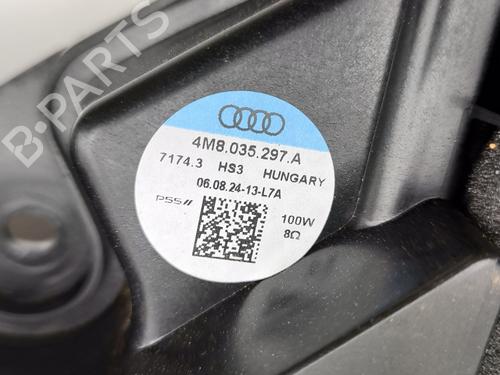 B-PARTS
4M8.035.297.A
7174.3 HS3 HUNGARY
06.08.24-13-L7A
PSS//
100W
8Ω